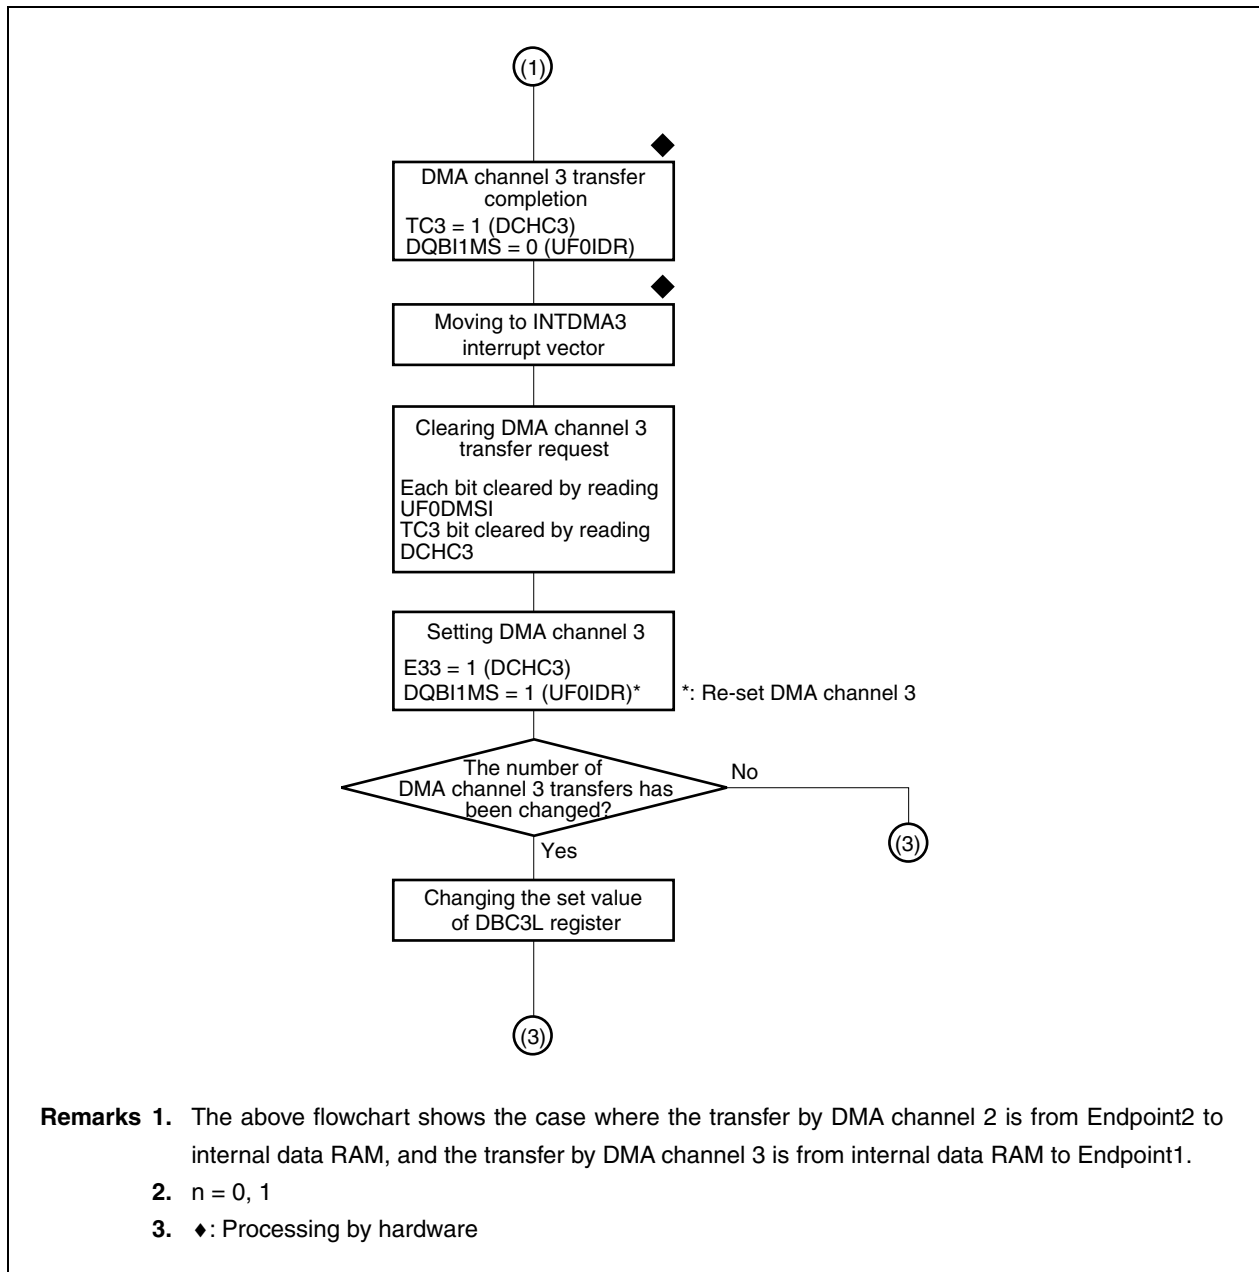 (1)
DMA channel 3 transfer
completion
TC3 = 1 (DCHC3)
DQBI1MS = 0 (UF0IDR)
Moving to INTDMA3
interrupt vector
Clearing DMA channel 3
transfer request
Each bit cleared by reading
UF0DMSI
TC3 bit cleared by reading
DCHC3
Setting DMA channel 3
E33 = 1 (DCHC3)
DQBI1MS = 1 (UF0IDR)* *: Re-set DMA channel 3
The number of
DMA channel 3 transfers has
been changed?
No
(3)
Yes
Changing the set value
of DBC3L register
(3)
Remarks 1. The above flowchart shows the case where the transfer by DMA channel 2 is from Endpoint2 to
internal data RAM, and the transfer by DMA channel 3 is from internal data RAM to Endpoint1.
2. n = 0, 1
3. ♦: Processing by hardware